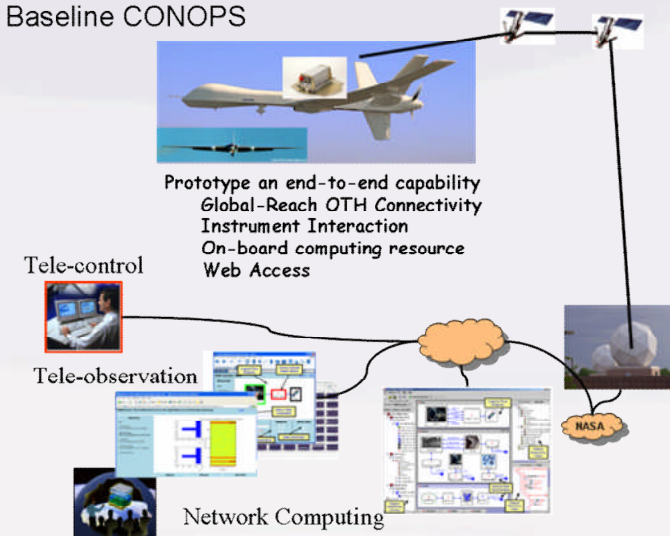 Baseline CONOPS
Prototype an end-to-end capability
Global-Reach OTH Connectivity
Instrument Interaction
On-board computing resource
Web Access
Tele-control
Tele-observation
NASA
Network Computing